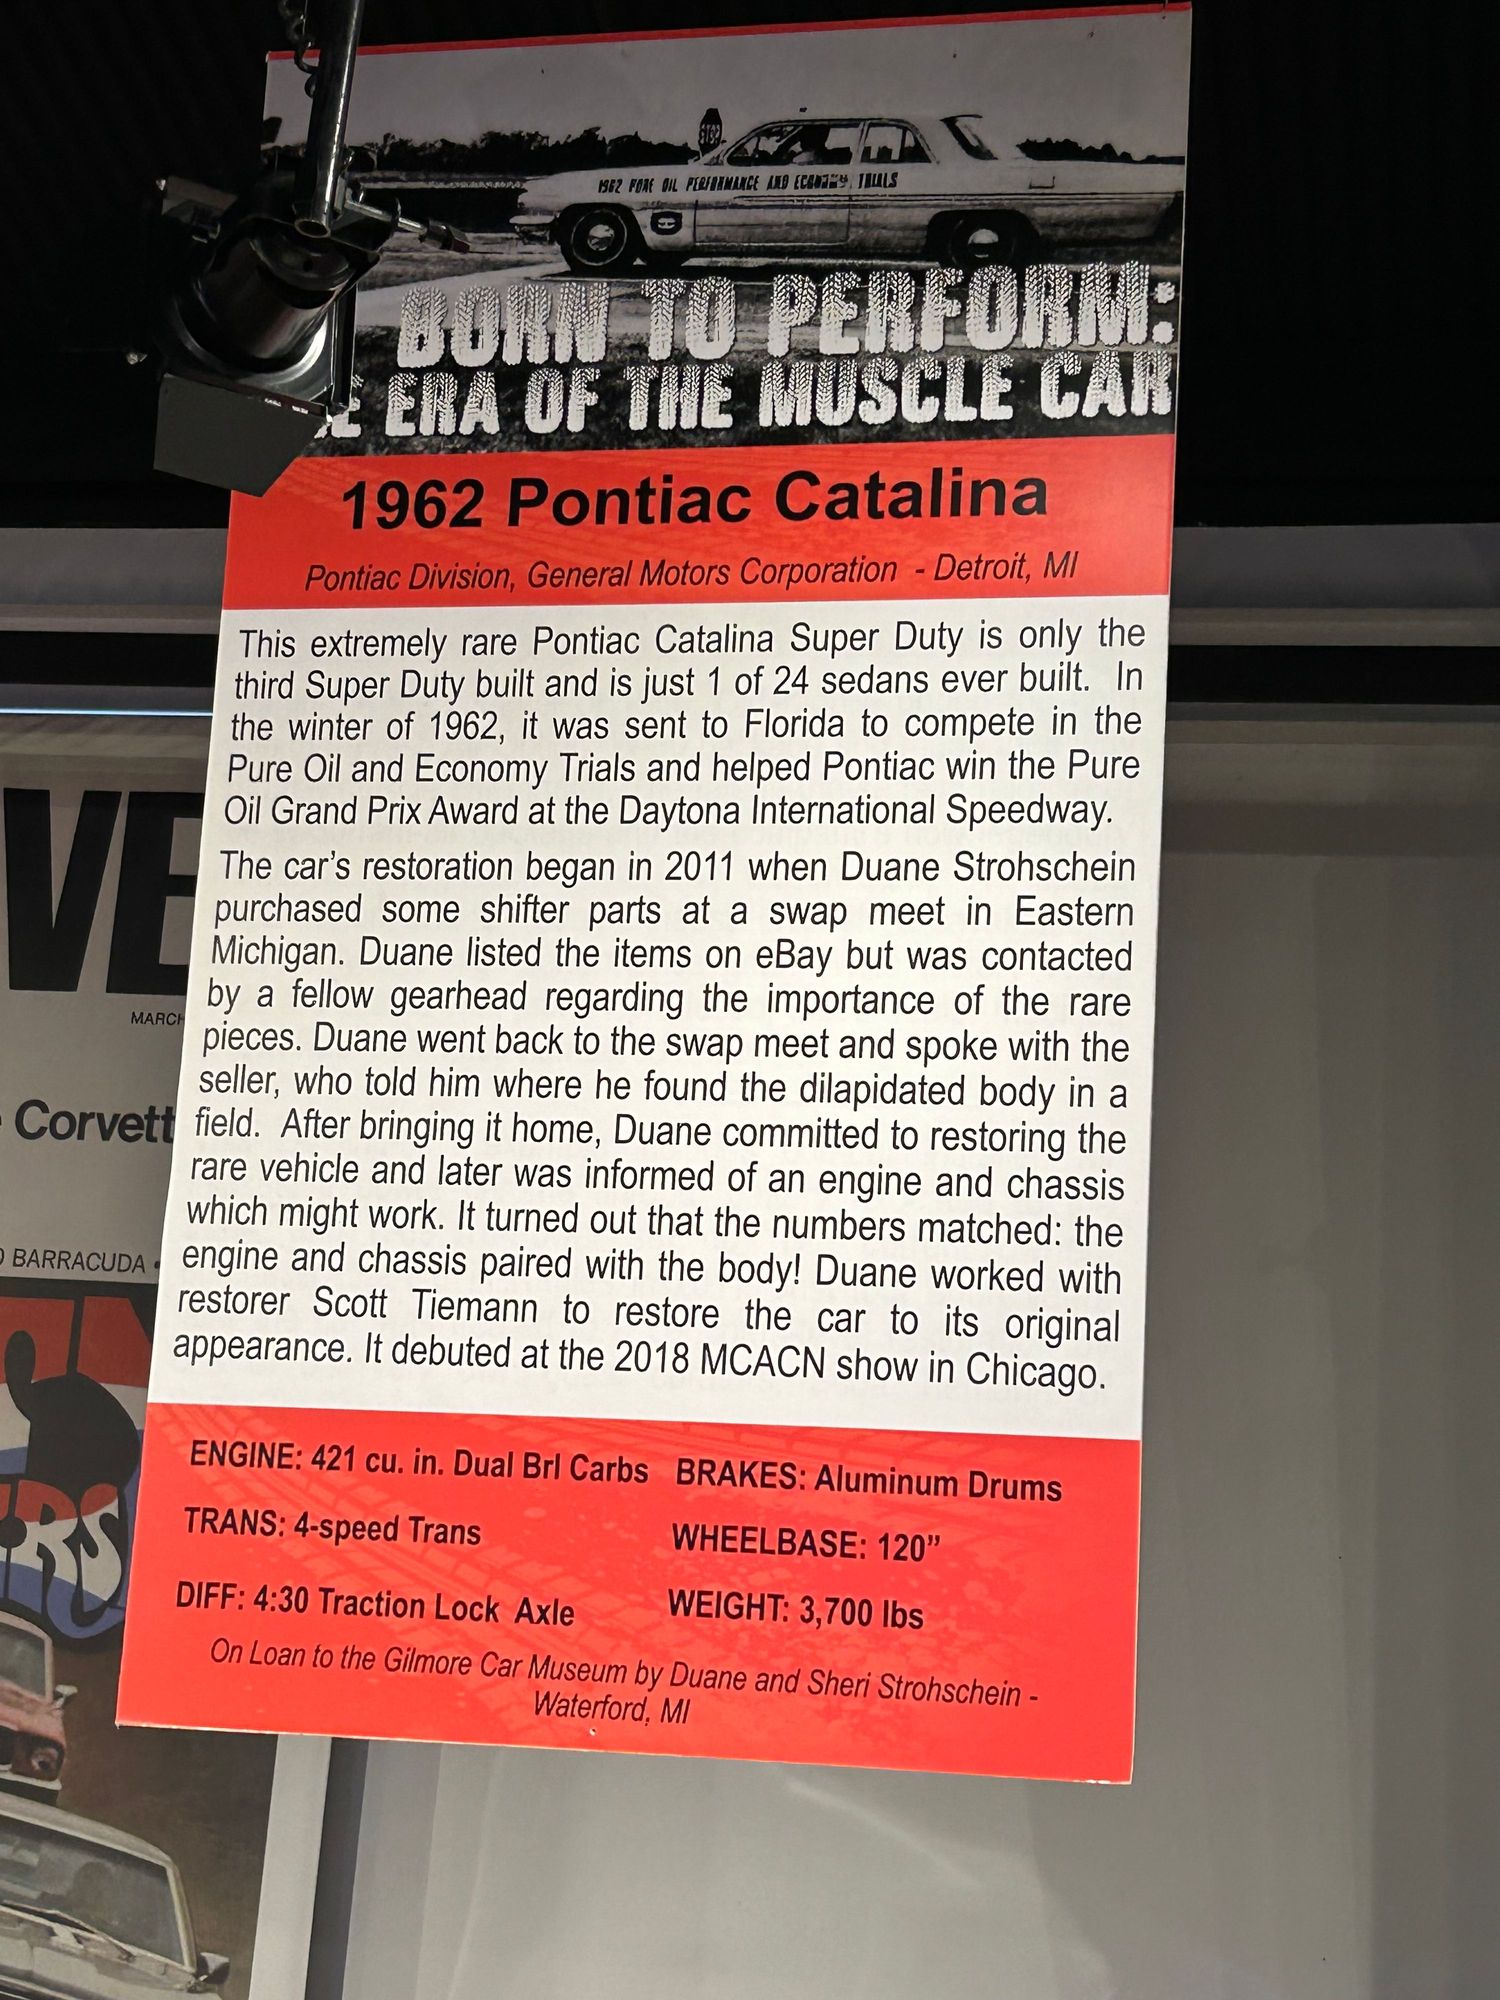 STOP
1962 PURE OIL PERFORMANCE AND ECONOMY TRIALS
BORN TO PERFORM:
E ERA OF THE MUSCLE CAR
1962 Pontiac Catalina
Pontiac Division, General Motors Corporation - Detroit, MI
This extremely rare Pontiac Catalina Super Duty is only the
third Super Duty built and is just 1 of 24 sedans ever built. In
the winter of 1962, it was sent to Florida to compete in the
Pure Oil and Economy Trials and helped Pontiac win the Pure
Oil Grand Prix Award at the Daytona International Speedway.
The car's restoration began in 2011 when Duane Strohschein
purchased some shifter parts at a swap meet in Eastern
Michigan. Duane listed the items on eBay but was contacted
by a fellow gearhead regarding the importance of the rare
pieces. Duane went back to the swap meet and spoke with the
seller, who told him where he found the dilapidated body in a
field. After bringing it home, Duane committed to restoring the
rare vehicle and later was informed of an engine and chassis
which might work. It turned out that the numbers matched: the
engine and chassis paired with the body! Duane worked with
restorer Scott Tiemann to restore the car to its original
appearance. It debuted at the 2018 MCACN show in Chicago.
ENGINE: 421 cu. in. Dual Brl Carbs BRAKES: Aluminum Drums
TRANS: 4-speed Trans WHEELBASE: 120”
DIFF: 4:30 Traction Lock Axle WEIGHT: 3,700 lbs
On Loan to the Gilmore Car Museum by Duane and Sheri Strohschein -
Waterford, MI
VE
MARCH
Corvett
BARRACUDA •
ERS